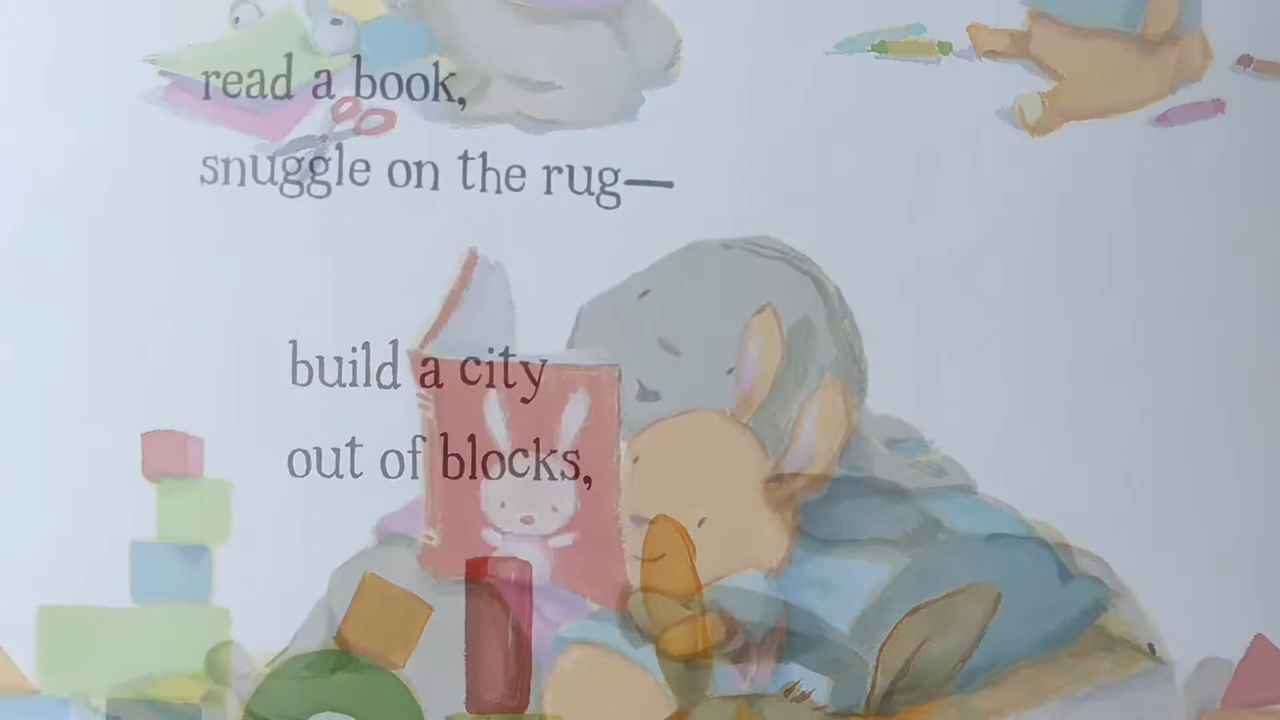 read a book,
snuggle on the rug—
build a city
out of blocks,